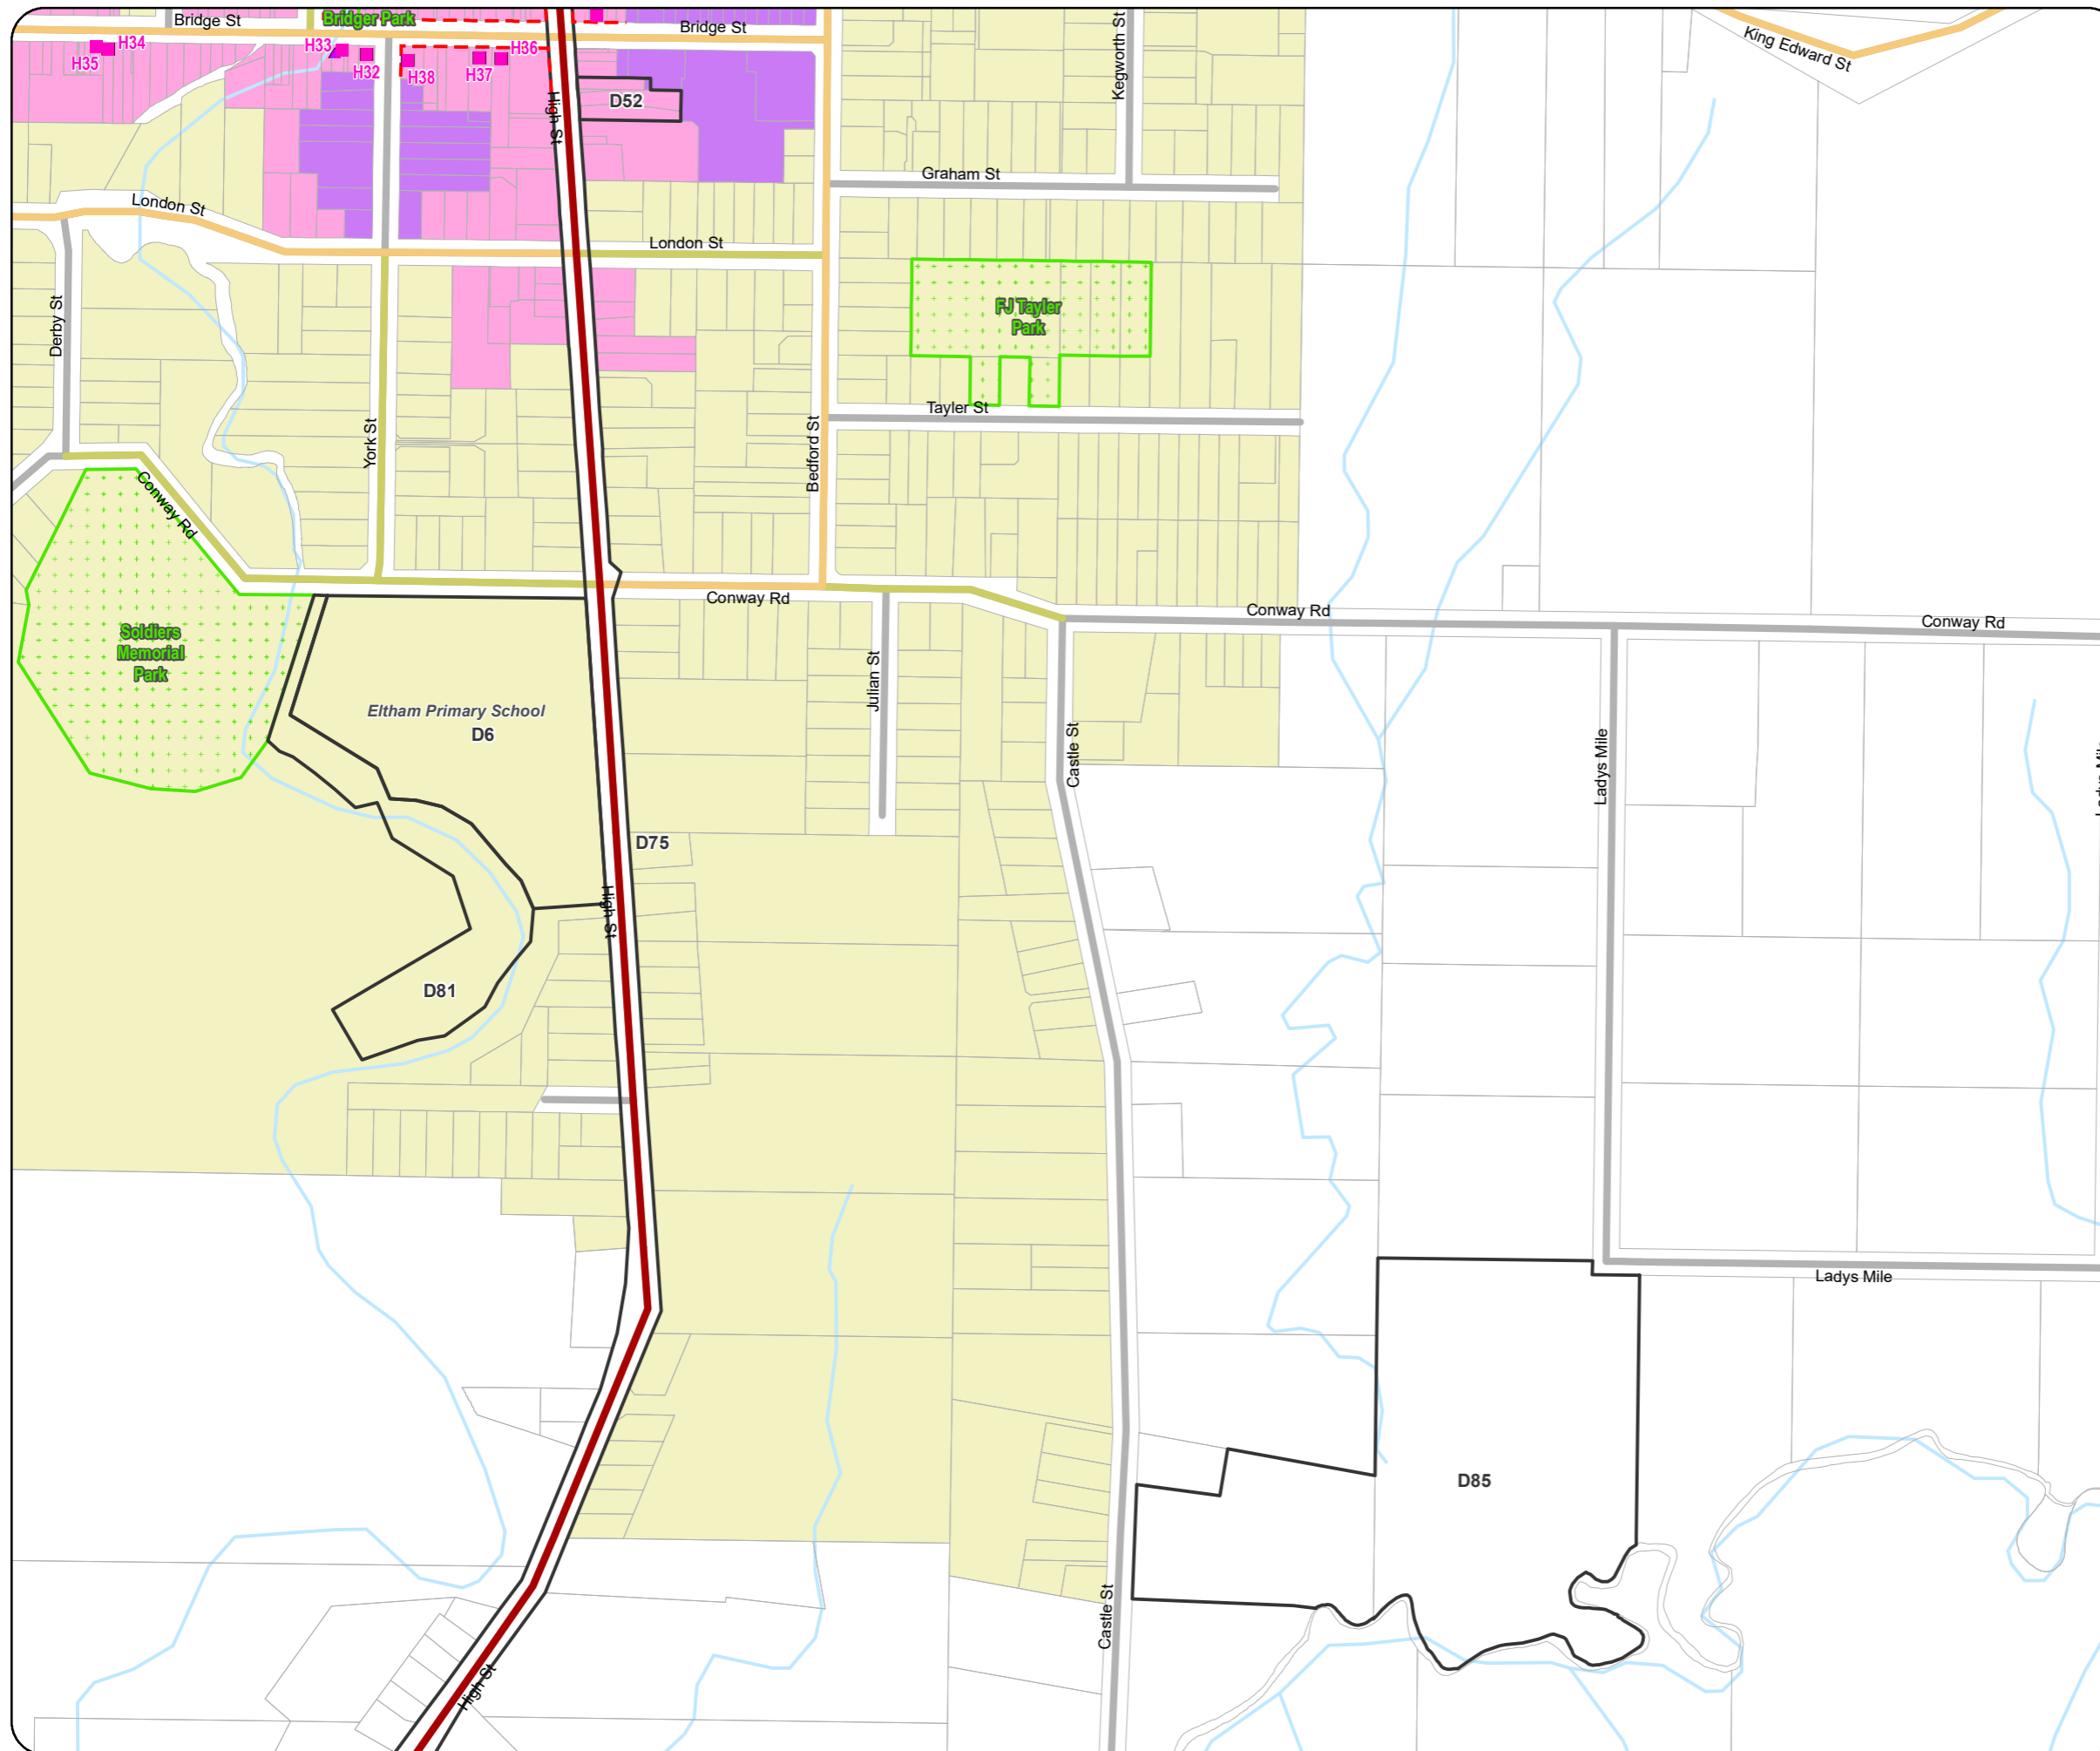 Bridger Park
Bridge St
Bridge St
King Edward St
Kegworth St
H34
H35
H33
H32
H38
H37
H36
High St
D52
Graham St
London St
London St
Derby St
FJ Tayler
Park
York St
Bedford St
Tayler St
Conway Rd
Conway Rd
Conway Rd
Conway Rd
Soldiers
Memorial
Park
Eltham Primary School
D6
Julian St
Castle St
Ladys Mile
Ladys Mile
D75
High St
D81
Ladys Mile
D85
Castle St
High St